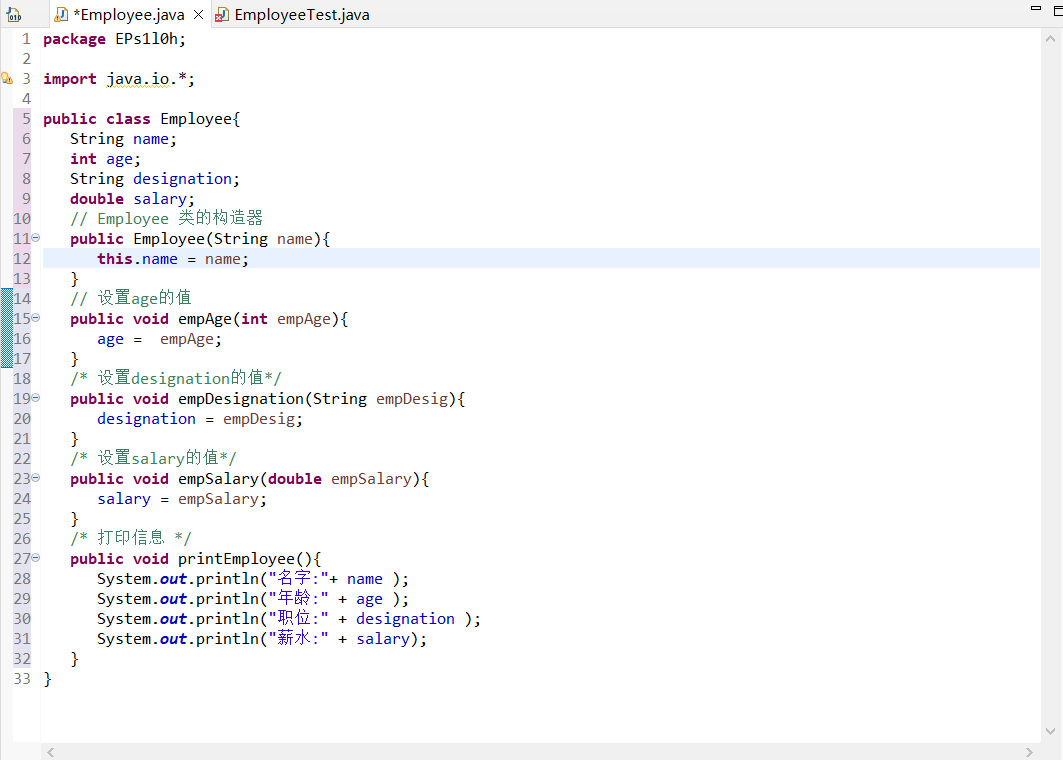 *Employee.java EmployeeTest.java
1 package EPs1l0h;
2
3 import java.io.*;
4
5 public class Employee{
6 String name;
7 int age;
8 String designation;
9 double salary;
10 // Employee 类的构造器
11 public Employee(String name){
12 this.name = name;
13 }
14 // 设置age的值
15 public void empAge(int empAge){
16 age =  empAge;
17 }
18 /* 设置designation的值*/
19 public void empDesignation(String empDesig){
20 designation = empDesig;
21 }
22 /* 设置salary的值*/
23 public void empSalary(double empSalary){
24 salary = empSalary;
25 }
26 /* 打印信息 */
27 public void printEmployee(){
28 System.out.println("名字:"+ name );
29 System.out.println("年龄:" + age );
30 System.out.println("职位:" + designation );
31 System.out.println("薪水:" + salary);
32 }
33 }